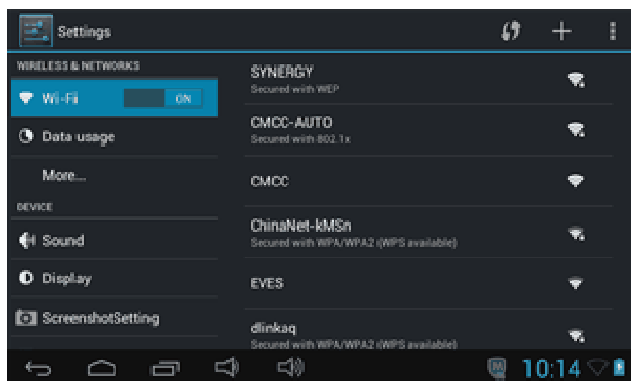 Settings
WIRELESS & NETWORKS
Wi-Fi
ON
Data usage
More...
DEVICE
Sound
Display
ScreenshotSetting
SYNERGY
Secured with WEP
CMCC-AUTO
Secured with 802.1x
CMCC
ChinaNet-kMSn
Secured with WPA/WPA2 (WPS available)
EVES
dlinkaq
Secured with WPA/WPA2 (WPS available)
10:14